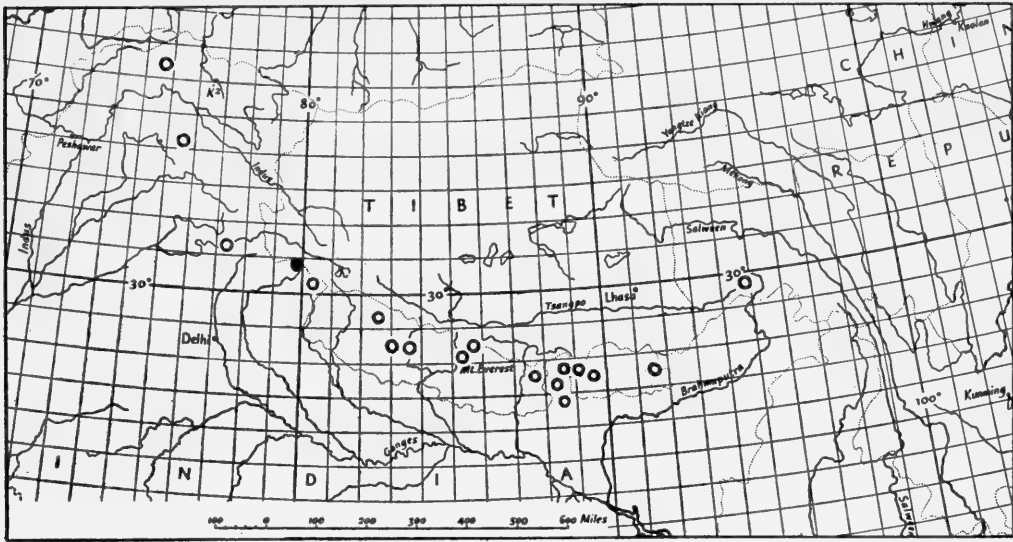 Hwang
Kaolan
C H I N
70°
K²
80°
90°
Yangtze Kiang
Peshawar
R E P U
Indus
Mekong
T I B E T
Salween
Indus
30°
30°
30°
Tsangpo
Lhasa
Delhi
Mt. Everest
Brahmaputra
100°
Kunming
Ganges
I N D I A
Salween
100 0 100 200 300 400 500 600 Miles